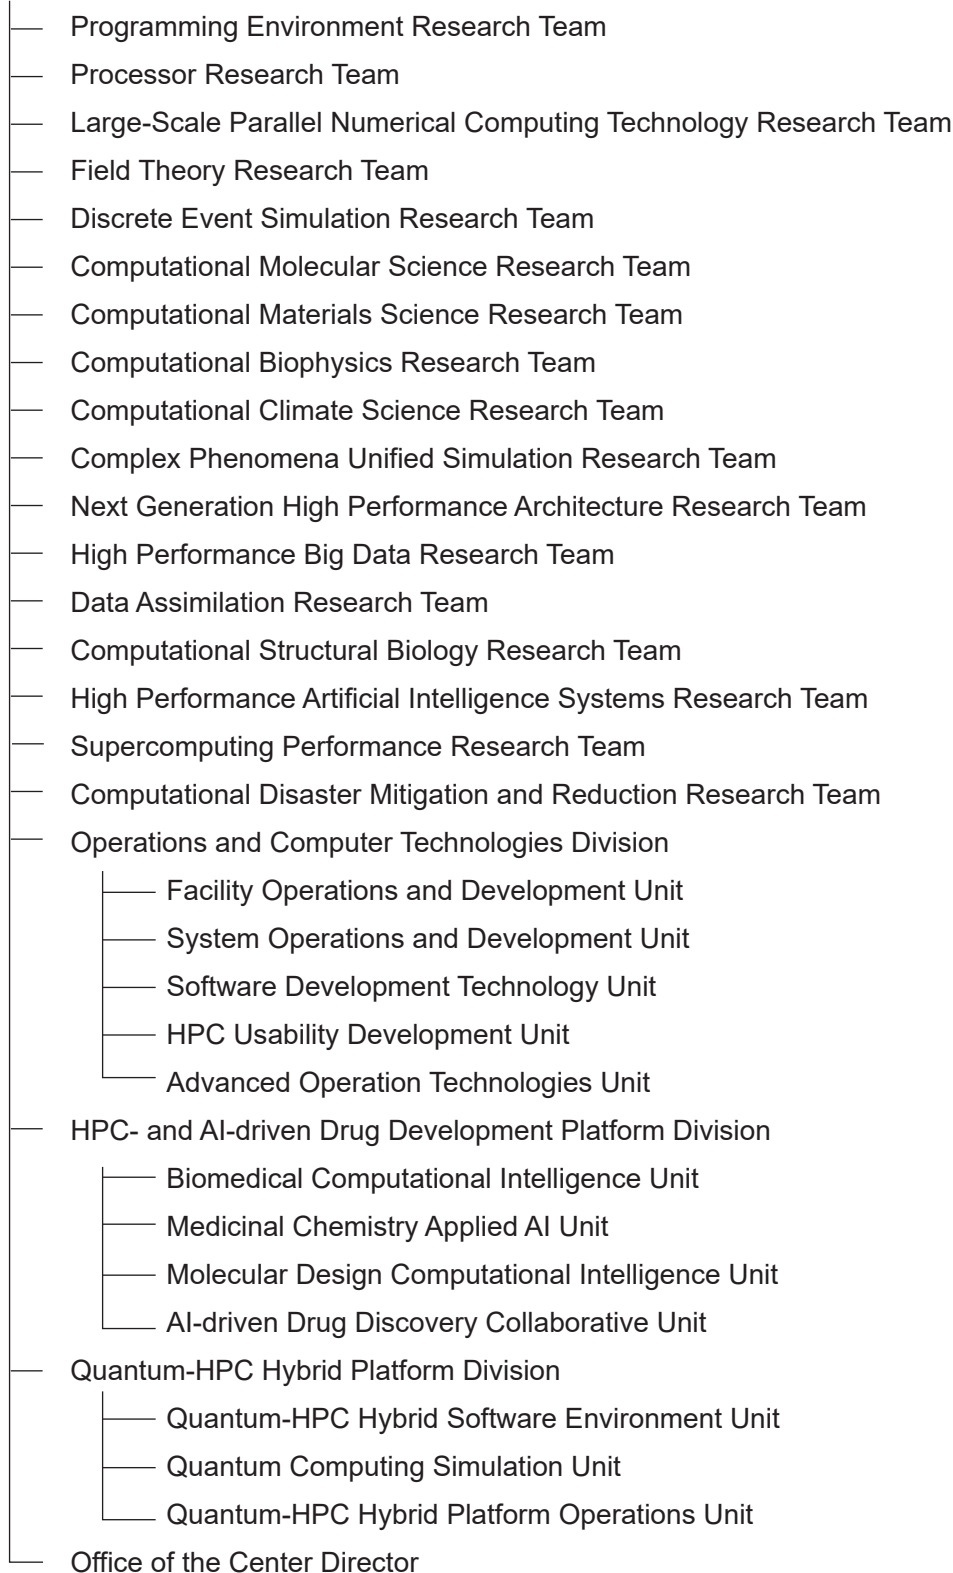 Programming Environment Research Team
Processor Research Team
Large-Scale Parallel Numerical Computing Technology Research Team
Field Theory Research Team
Discrete Event Simulation Research Team
Computational Molecular Science Research Team
Computational Materials Science Research Team
Computational Biophysics Research Team
Computational Climate Science Research Team
Complex Phenomena Unified Simulation Research Team
Next Generation High Performance Architecture Research Team
High Performance Big Data Research Team
Data Assimilation Research Team
Computational Structural Biology Research Team
High Performance Artificial Intelligence Systems Research Team
Supercomputing Performance Research Team
Computational Disaster Mitigation and Reduction Research Team
Operations and Computer Technologies Division
Facility Operations and Development Unit
System Operations and Development Unit
Software Development Technology Unit
HPC Usability Development Unit
Advanced Operation Technologies Unit
HPC- and AI-driven Drug Development Platform Division
Biomedical Computational Intelligence Unit
Medicinal Chemistry Applied AI Unit
Molecular Design Computational Intelligence Unit
AI-driven Drug Discovery Collaborative Unit
Quantum-HPC Hybrid Platform Division
Quantum-HPC Hybrid Software Environment Unit
Quantum Computing Simulation Unit
Quantum-HPC Hybrid Platform Operations Unit
Office of the Center Director